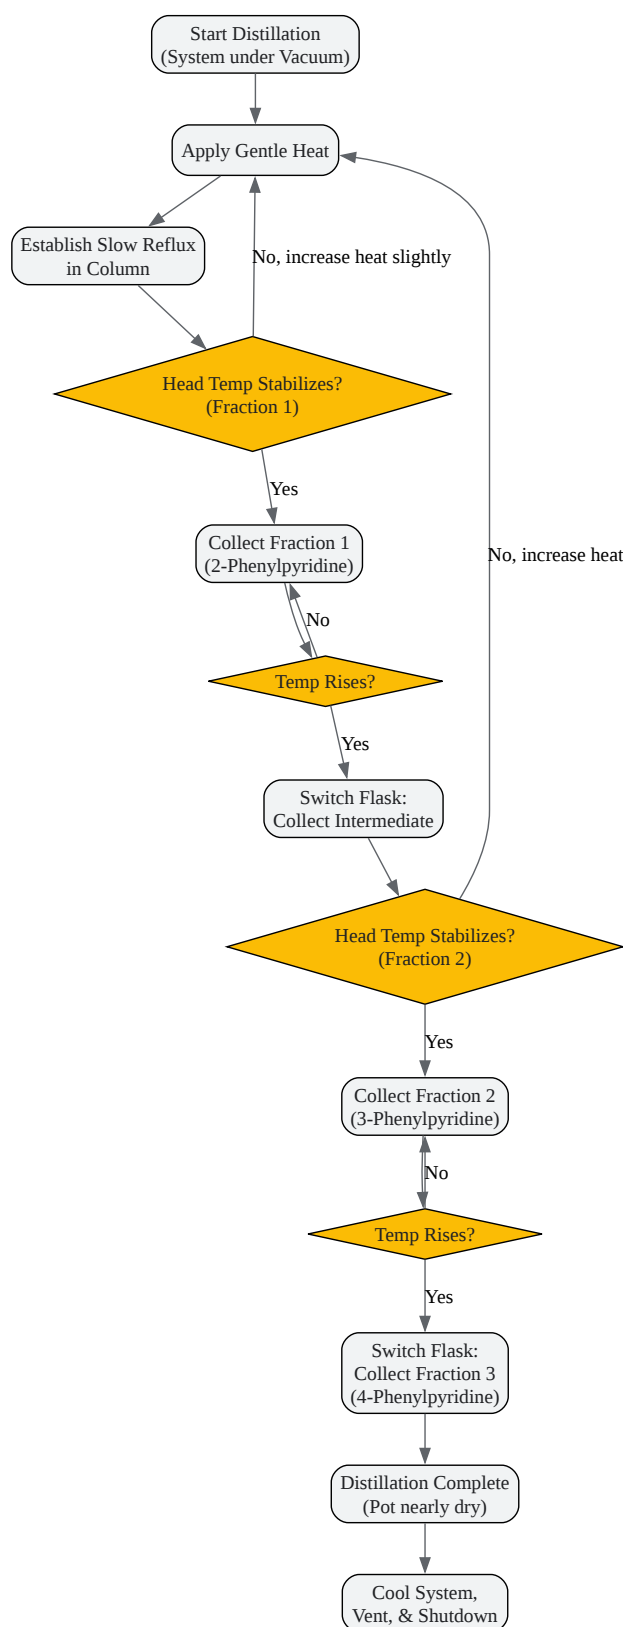 Start Distillation
(System under Vacuum)
Apply Gentle Heat
Establish Slow Reflux
in Column
No, increase heat slightly
Head Temp Stabilizes?
(Fraction 1)
Yes
Collect Fraction 1
(2-Phenylpyridine)
No, increase heat
No
Temp Rises?
Yes
Switch Flask:
Collect Intermediate
Head Temp Stabilizes?
(Fraction 2)
Yes
Collect Fraction 2
(3-Phenylpyridine)
No
Temp Rises?
Yes
Switch Flask:
Collect Fraction 3
(4-Phenylpyridine)
Distillation Complete
(Pot nearly dry)
Cool System,
Vent, & Shutdown